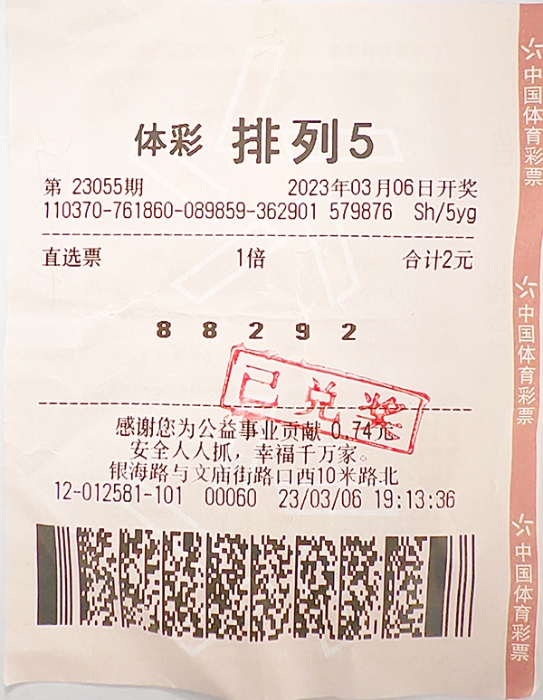 体彩 排列5
第 23055期 2023年03月06日开奖
110370-761860-089859-362901 579876 Sh/5yg
直选票 1倍 合计2元
8 8 2 9 2
已兑奖
感谢您为公益事业贡献 0.74元
安全人人抓，幸福千万家。
银海路与文庙街路口西10米路北
12-012581-101 00060 23/03/06 19:13:36
中国体育彩票
中国体育彩票
中国体育彩票